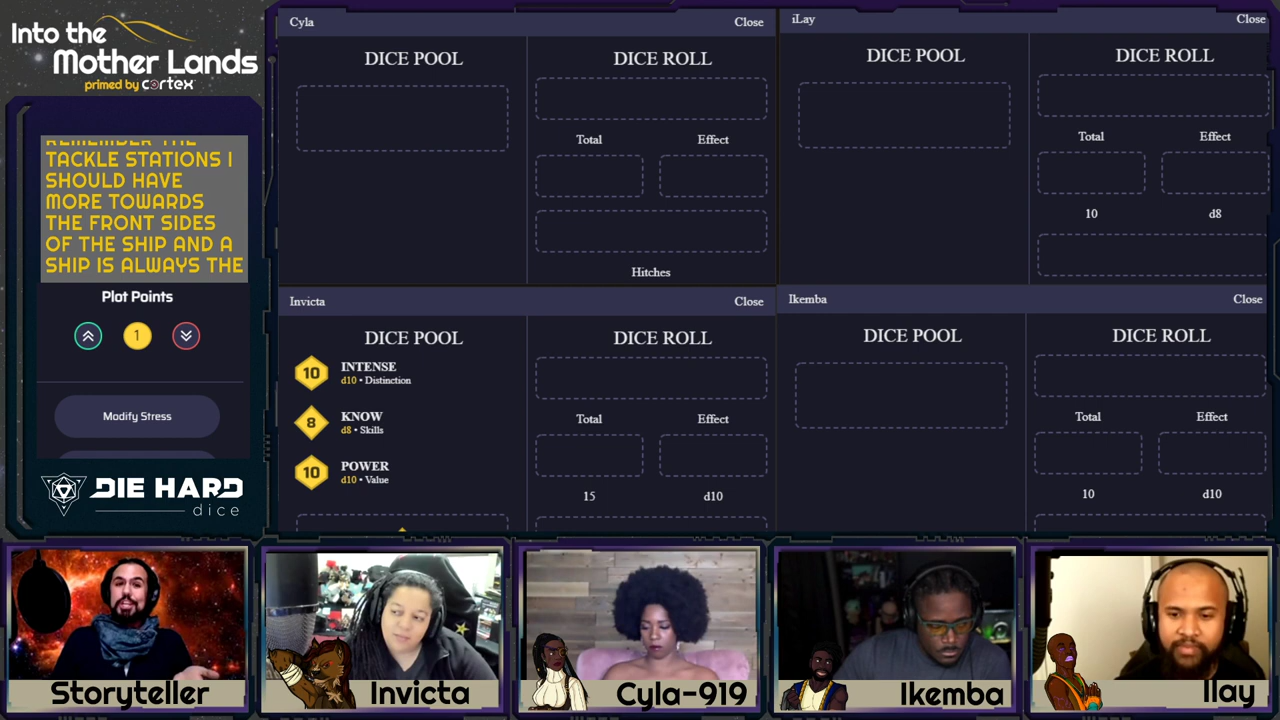 Into the
Mother Lands
primed by cortex
REMEMBER THE
TACKLE STATIONS I
SHOULD HAVE
MORE TOWARDS
THE FRONT SIDES
OF THE SHIP AND A
SHIP IS ALWAYS THE
Plot Points
1
Modify Stress
DIE HARD
dice
Cyla
Close
DICE POOL
DICE ROLL
Total
Effect
Hitches
iLay
Close
DICE POOL
DICE ROLL
Total
Effect
10
d8
Invicta
Close
DICE POOL
DICE ROLL
10
INTENSE
d10 • Distinction
8
KNOW
d8 • Skills
10
POWER
d10 • Value
Total
Effect
15
d10
Ikemba
Close
DICE POOL
DICE ROLL
Total
Effect
10
d10
Storyteller
Invicta
Cyla-919
Ikemba
Ilay